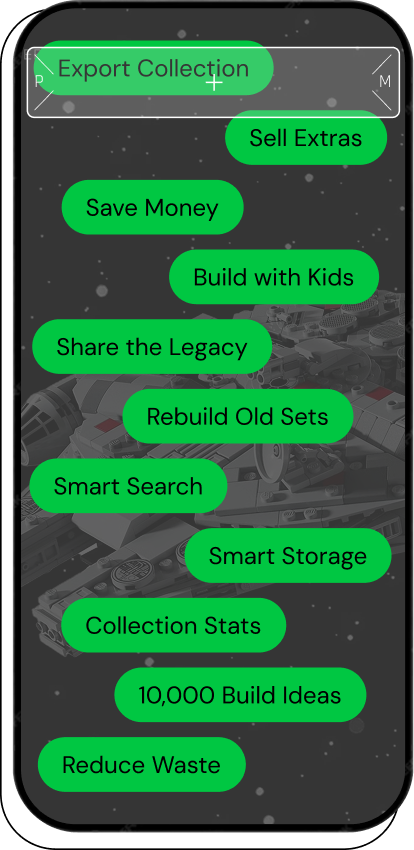 Export Collection
P
M
Sell Extras
Save Money
Build with Kids
Share the Legacy
Rebuild Old Sets
Smart Search
Smart Storage
Collection Stats
10,000 Build Ideas
Reduce Waste